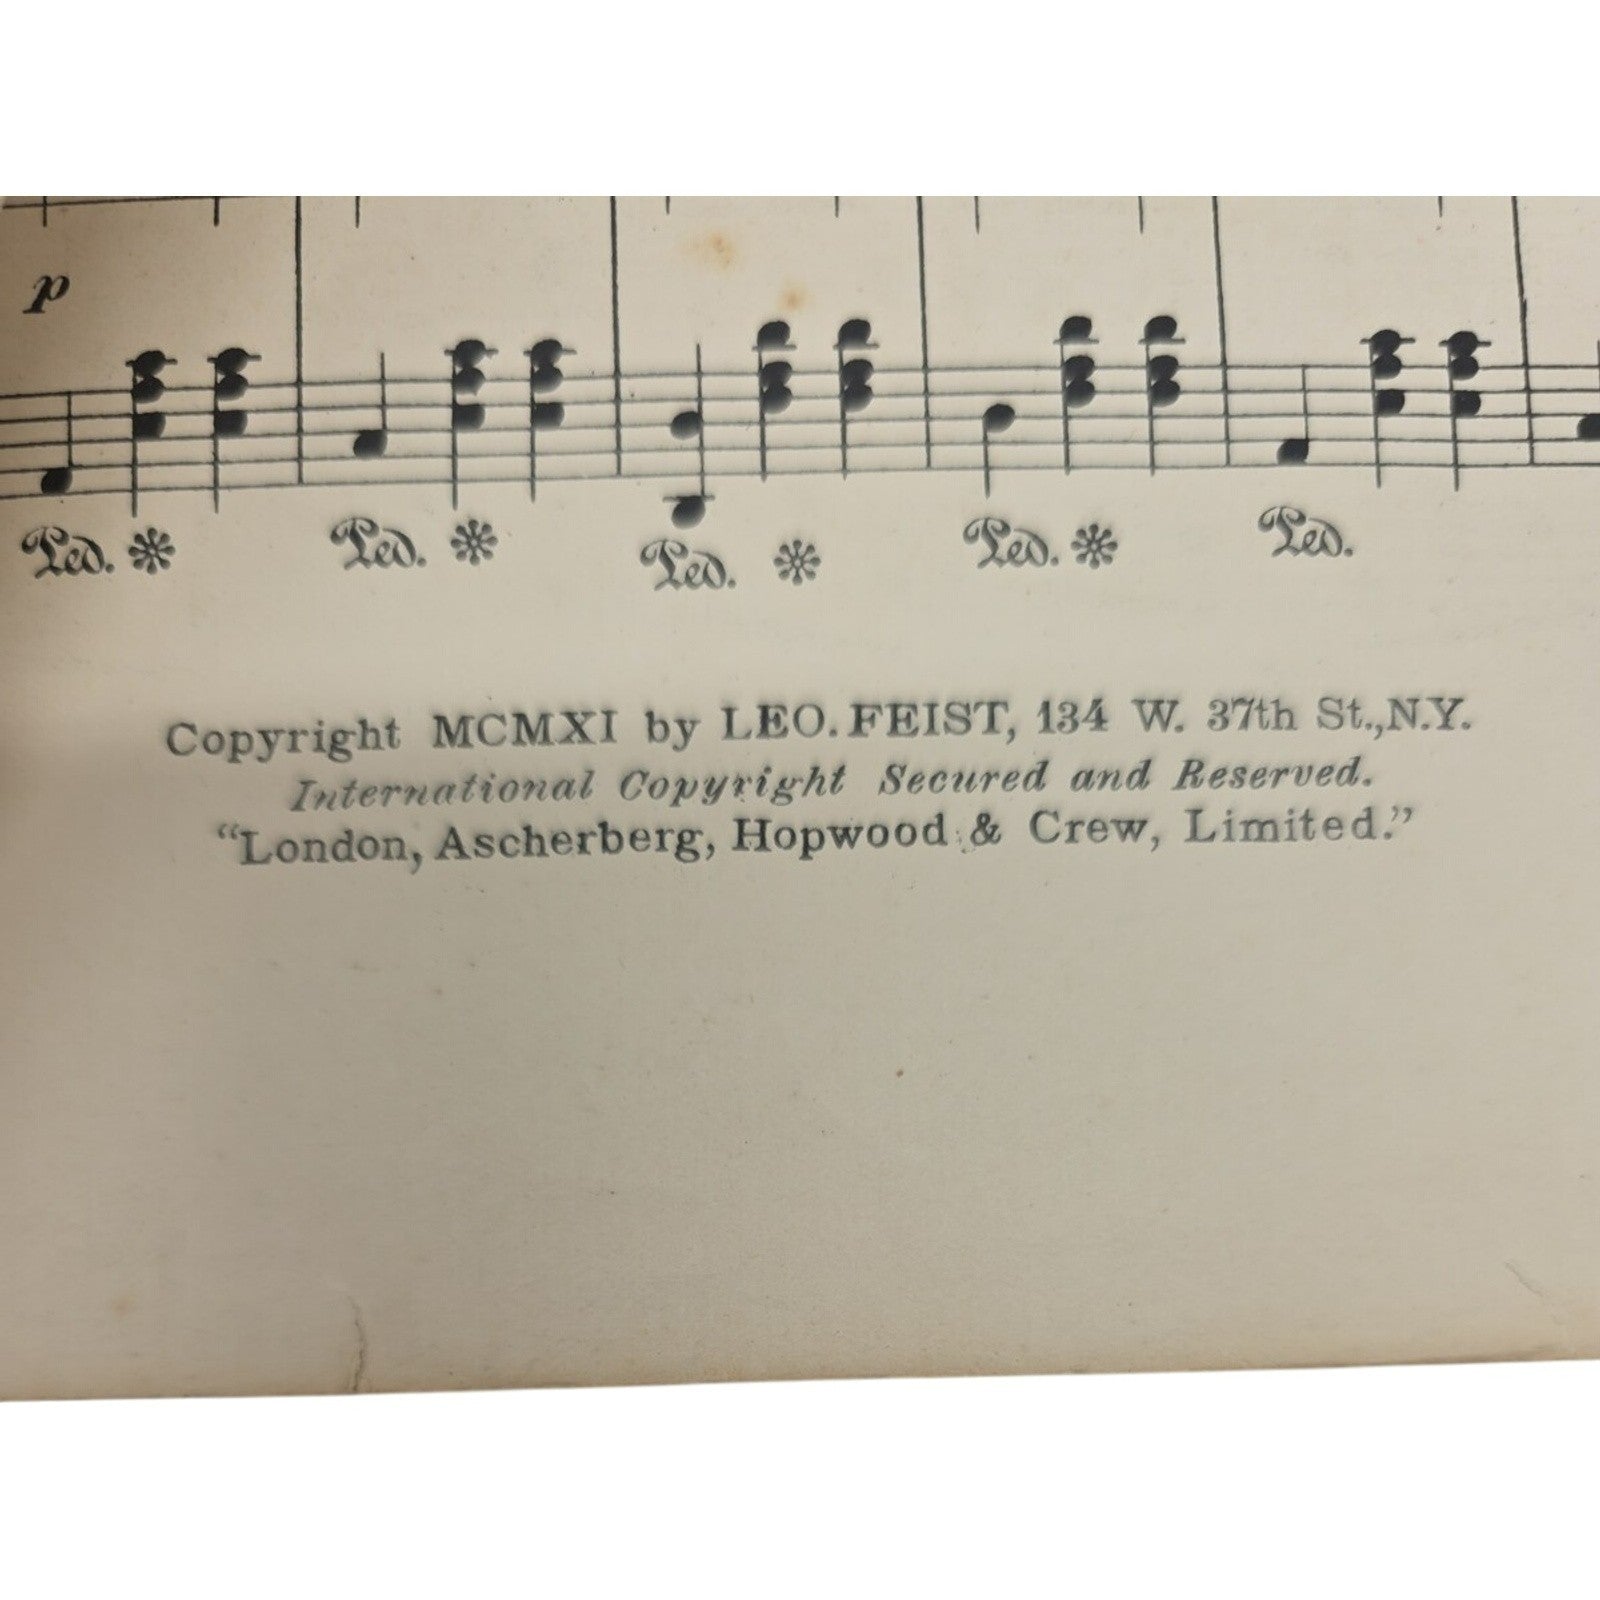 p
Ped. Ped. Ped. Ped. Ped.
Copyright MCMXI by LEO. FEIST, 134 W. 37th St., N.Y.
International Copyright Secured and Reserved.
"London, Ascherberg, Hopwood & Crew, Limited."